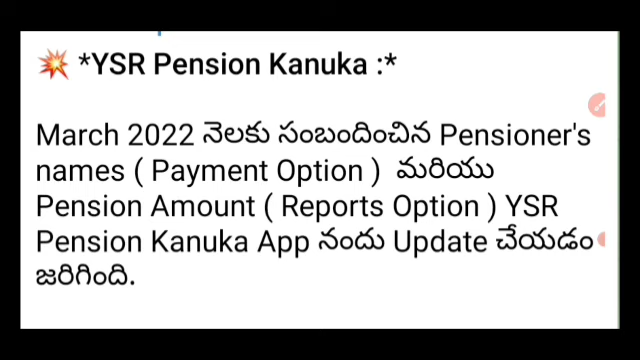 💥 *YSR Pension Kanuka :*
March 2022 నెలకు సంబందించిన Pensioner's
names ( Payment Option ) మరియు
Pension Amount ( Reports Option ) YSR
Pension Kanuka App నందు Update చేయడం
జరిగింది.